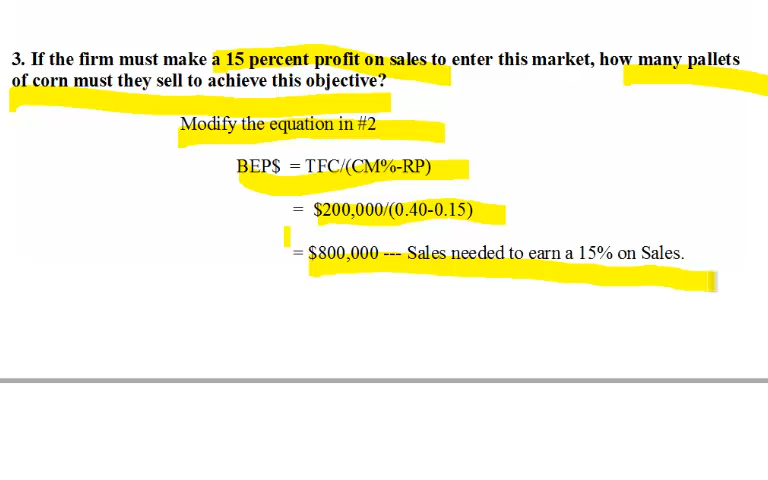 3. If the firm must make a 15 percent profit on sales to enter this market, how many pallets
of corn must they sell to achieve this objective?
Modify the equation in #2
BEP$ = TFC/(CM%-RP)
= $200,000/(0.40-0.15)
= $800,000 --- Sales needed to earn a 15% on Sales.